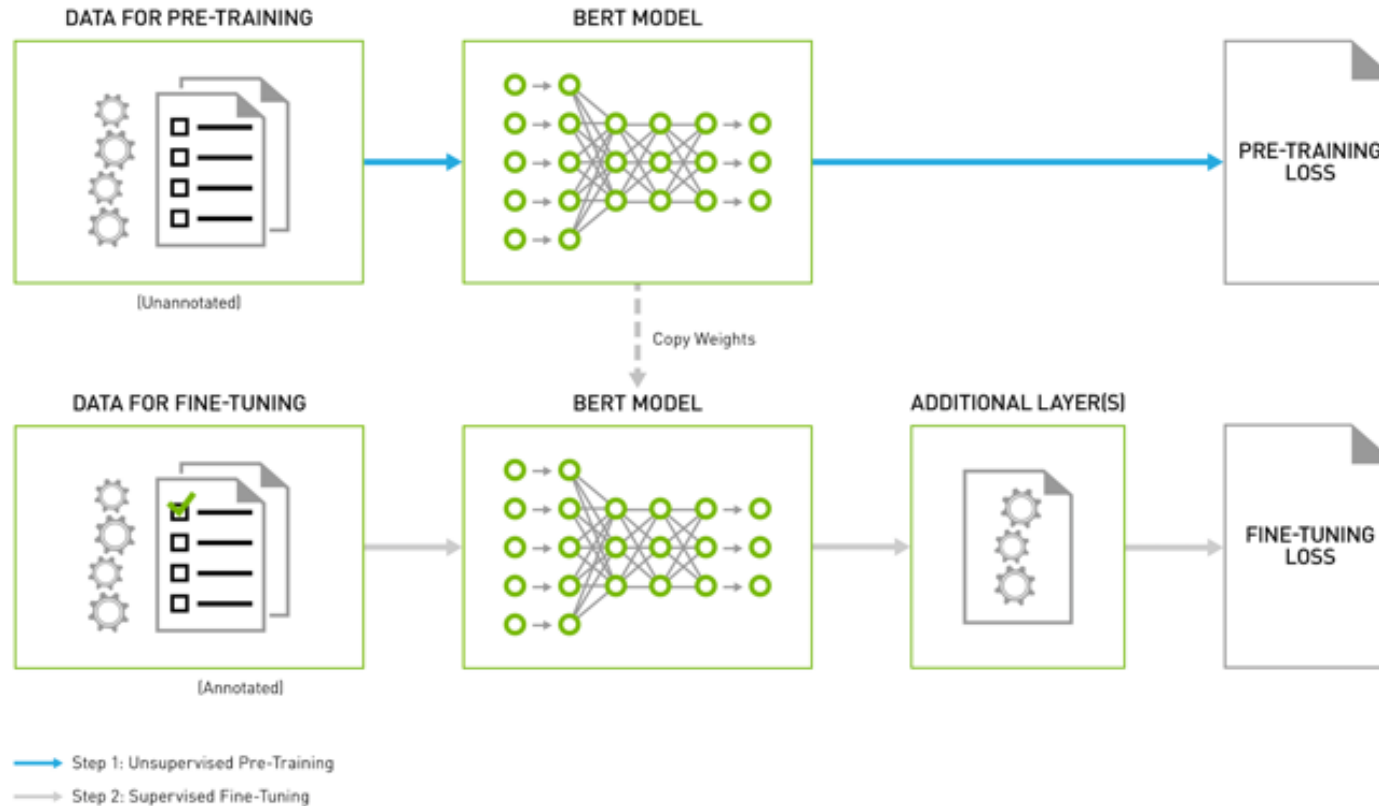 DATA FOR PRE-TRAINING
BERT MODEL
PRE-TRAINING
LOSS
(Unannotated)
Copy Weights
DATA FOR FINE-TUNING
BERT MODEL
ADDITIONAL LAYER(S)
FINE-TUNING
LOSS
(Annotated)
Step 1: Unsupervised Pre-Training
Step 2: Supervised Fine-Tuning